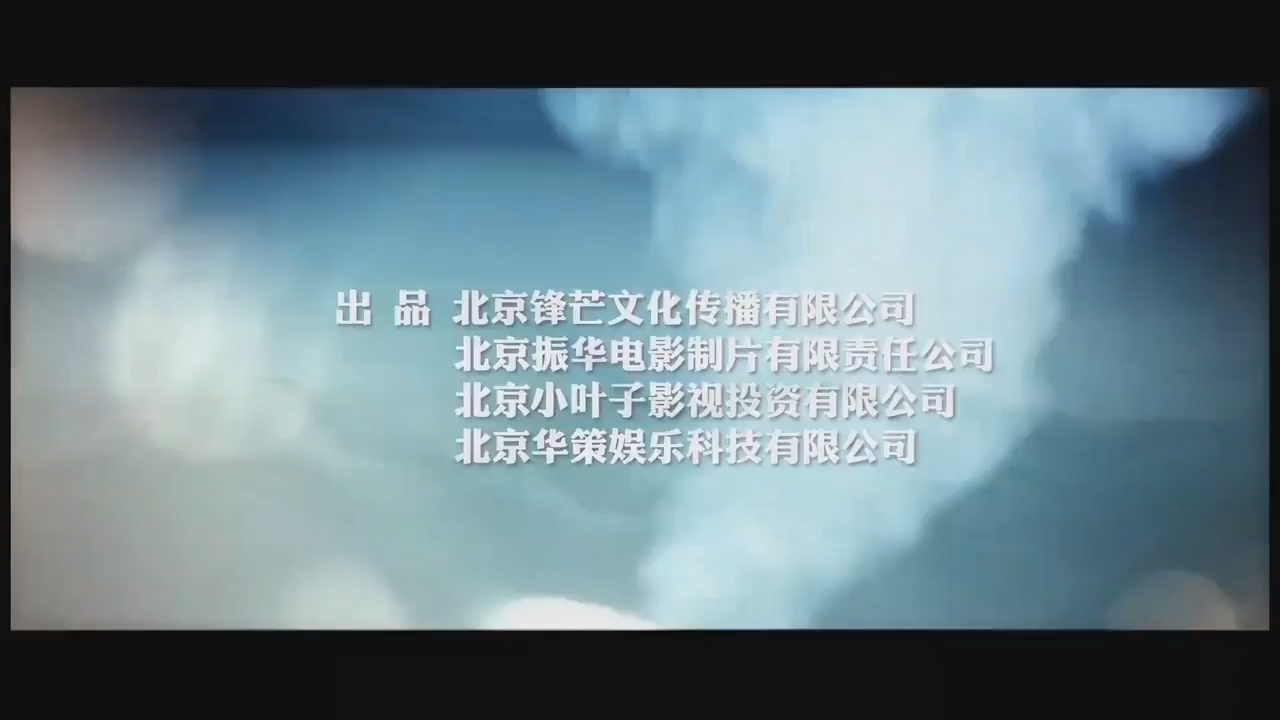 出 品 北京锋芒文化传播有限公司
北京振华电影制片有限责任公司
北京小叶子影视投资有限公司
北京华策娱乐科技有限公司